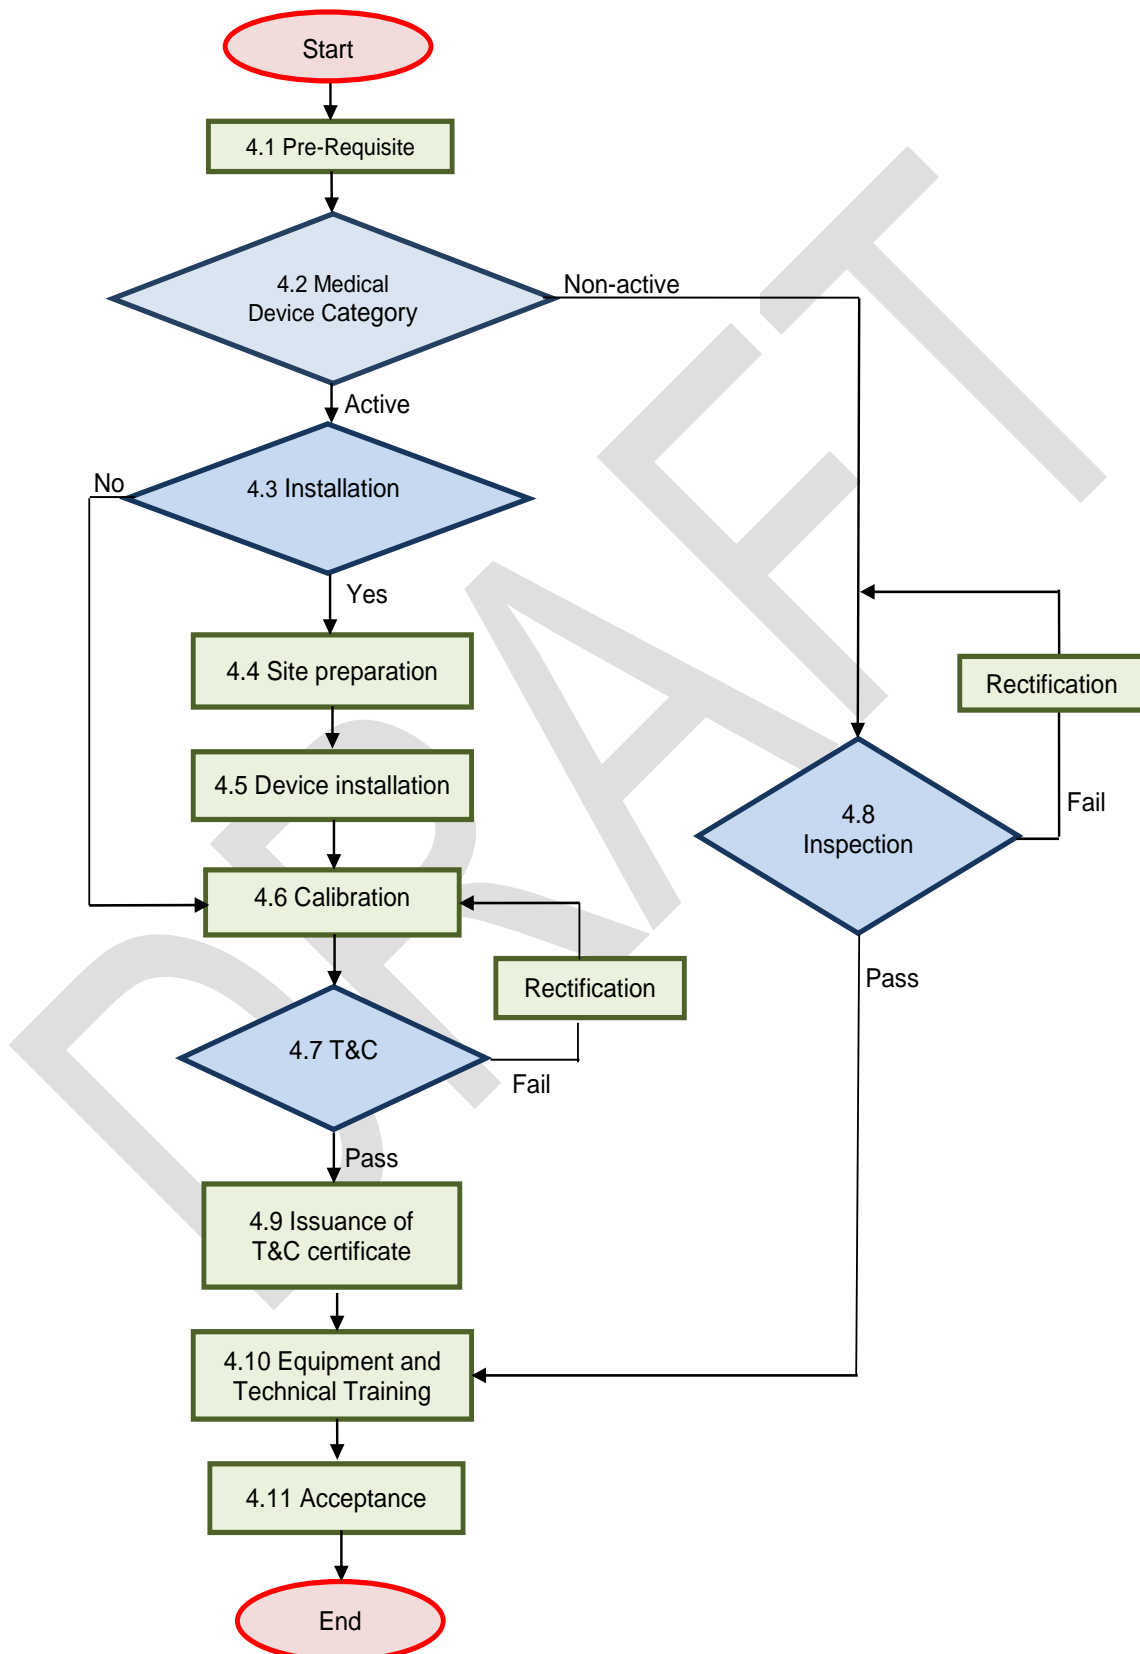 Start
4.1 Pre-Requisite
4.2 Medical
Device Category
Non-active
Active
No
4.3 Installation
Yes
4.4 Site preparation
Rectification
4.5 Device installation
Fail
4.8
Inspection
4.6 Calibration
Pass
Rectification
4.7 T&C
Fail
Pass
4.9 Issuance of
T&C certificate
4.10 Equipment and
Technical Training
4.11 Acceptance
End
DRAFT